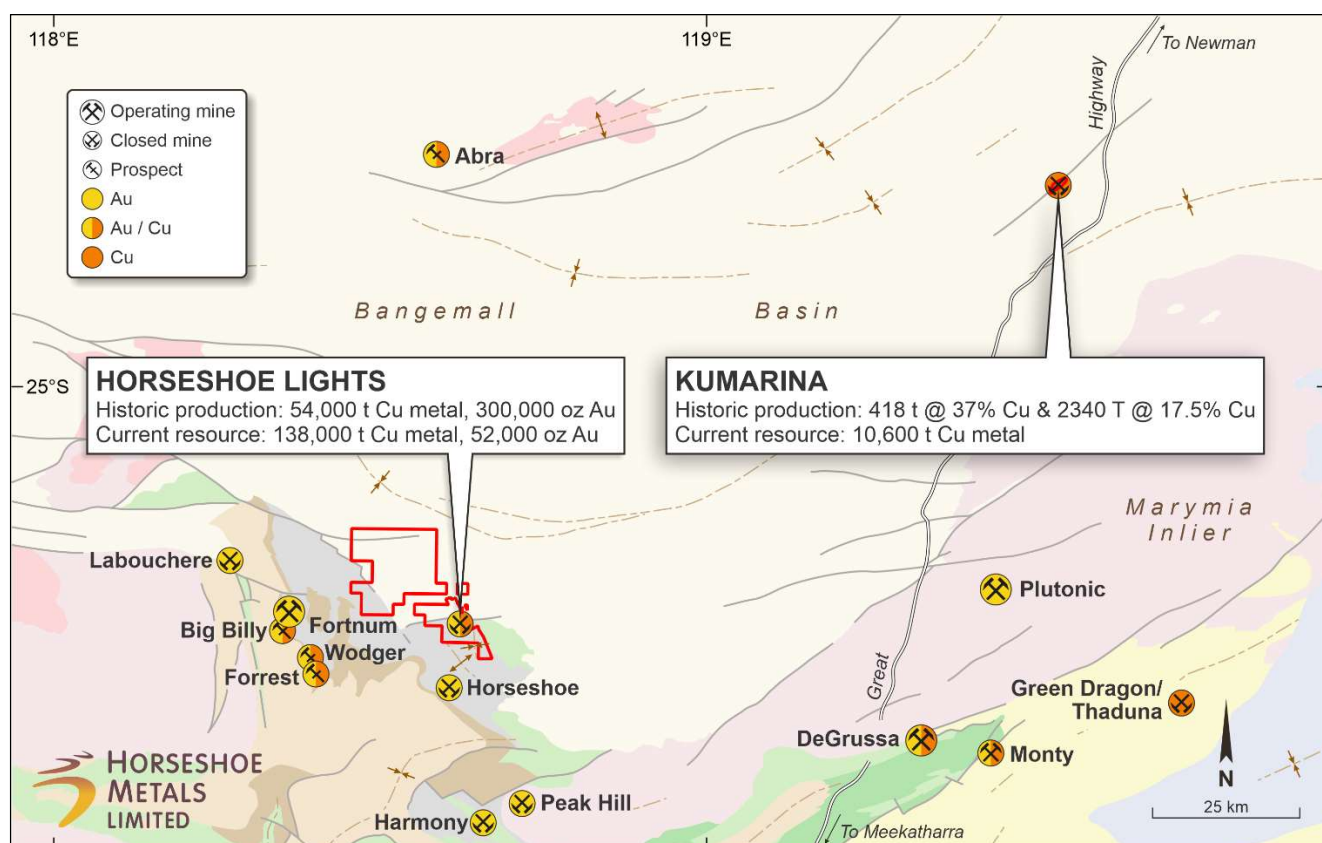 118°E
119°E
To Newman
Operating mine
Closed mine
Prospect
Au
Au / Cu
Cu
Abra
Highway
Bangemall Basin
25°S
25°S
HORSESHOE LIGHTS
Historic production: 54,000 t Cu metal, 300,000 oz Au
Current resource: 138,000 t Cu metal, 52,000 oz Au
KUMARINA
Historic production: 418 t @ 37% Cu & 2340 T @ 17.5% Cu
Current resource: 10,600 t Cu metal
Marymia
Inlier
Labouchere
Plutonic
Fortnum
Big Billy
Wodger
Forrest
Horseshoe
Great
Green Dragon/
Thaduna
DeGrussa
Monty
N
25 km
HORSESHOE
METALS
LIMITED
Peak Hill
Harmony
To Meekatharra